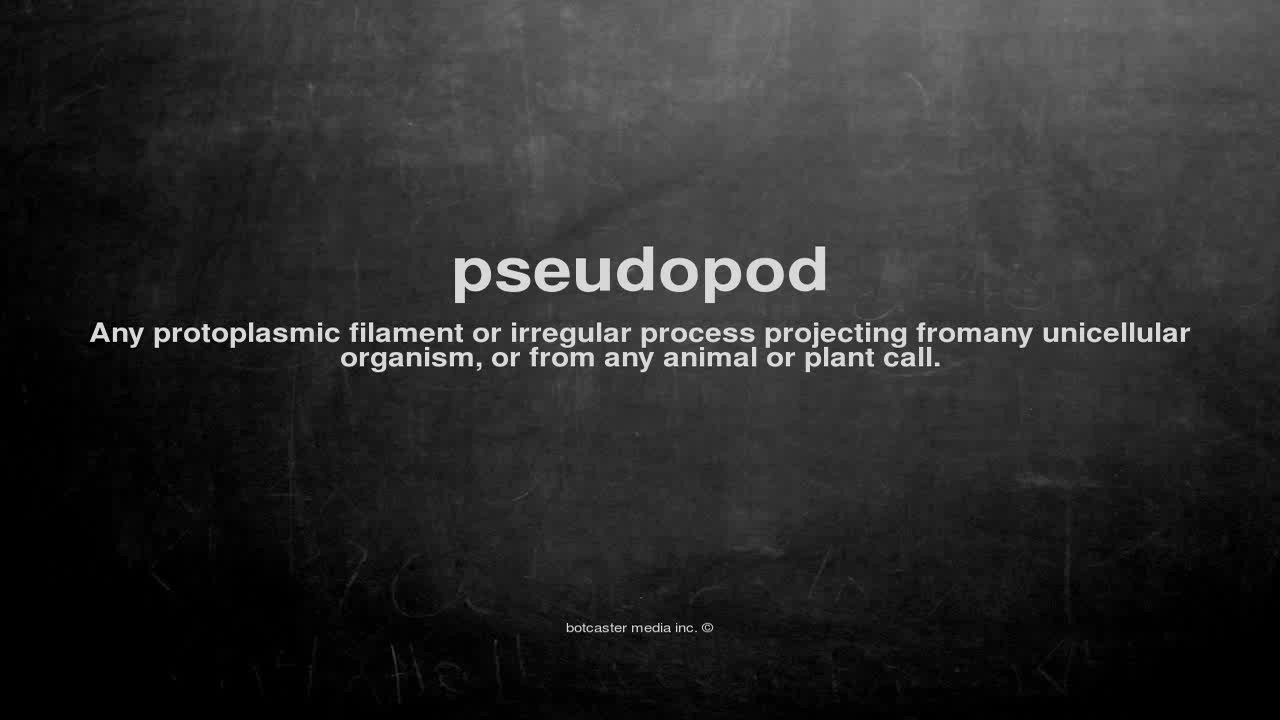 pseudopod
Any protoplasmic filament or irregular process projecting fromany unicellular
organism, or from any animal or plant call.
botcaster media inc. ©